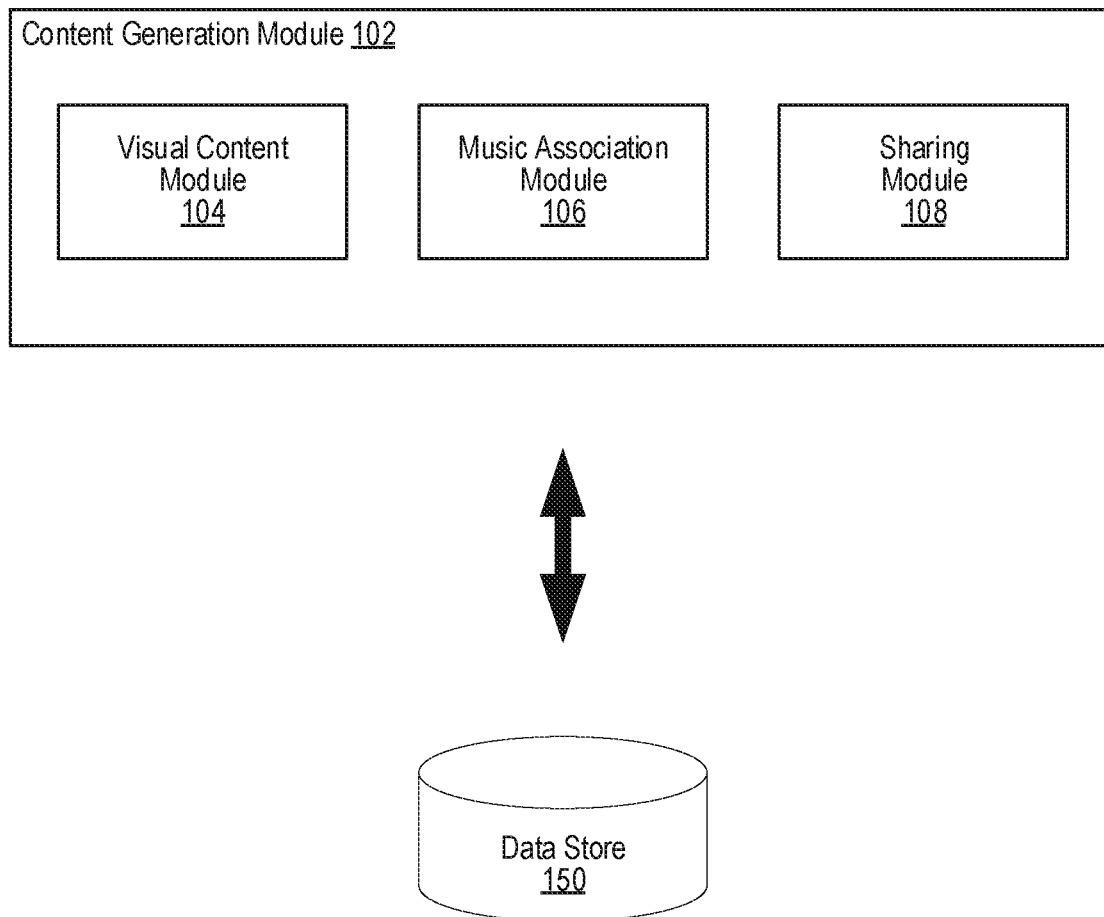 Content Generation Module 102
Visual Content
Module
104
Music Association
Module
106
Sharing
Module
108
Data Store
150